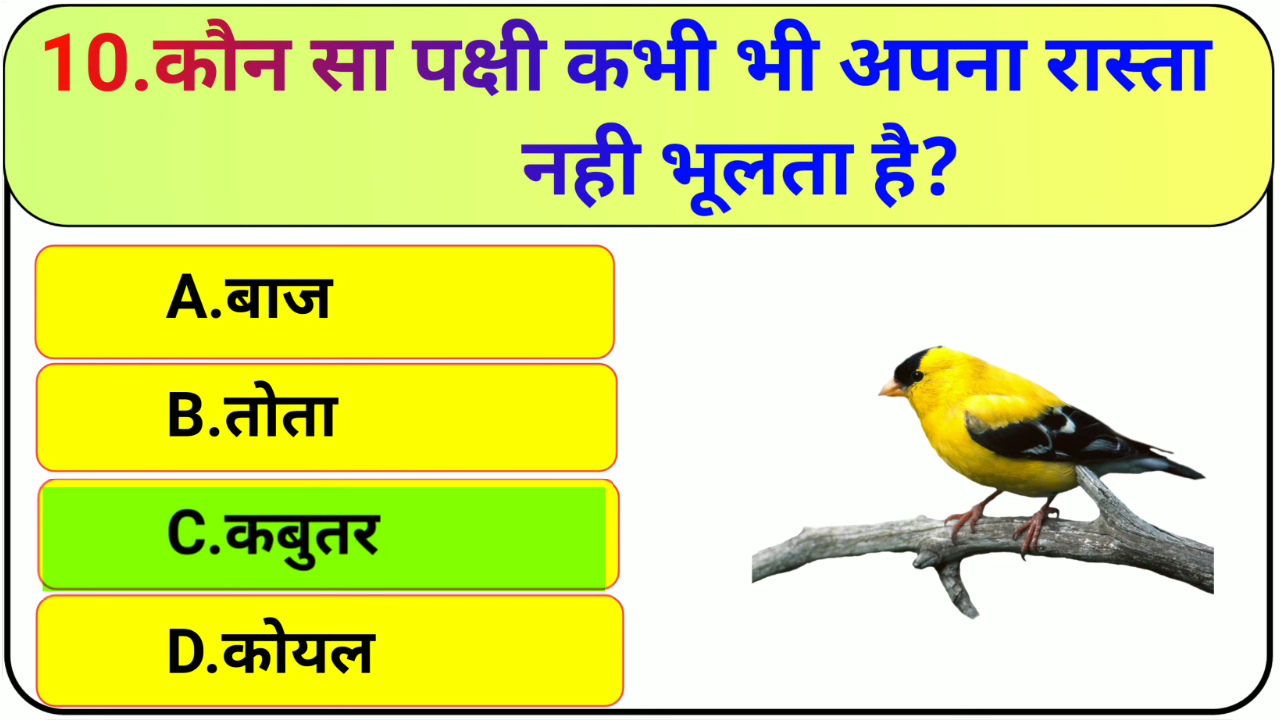 10.कौन सा पक्षी कभी भी अपना रास्ता
नही भूलता है?
A.बाज
B.तोता
C.कबुतर
D.कोयल